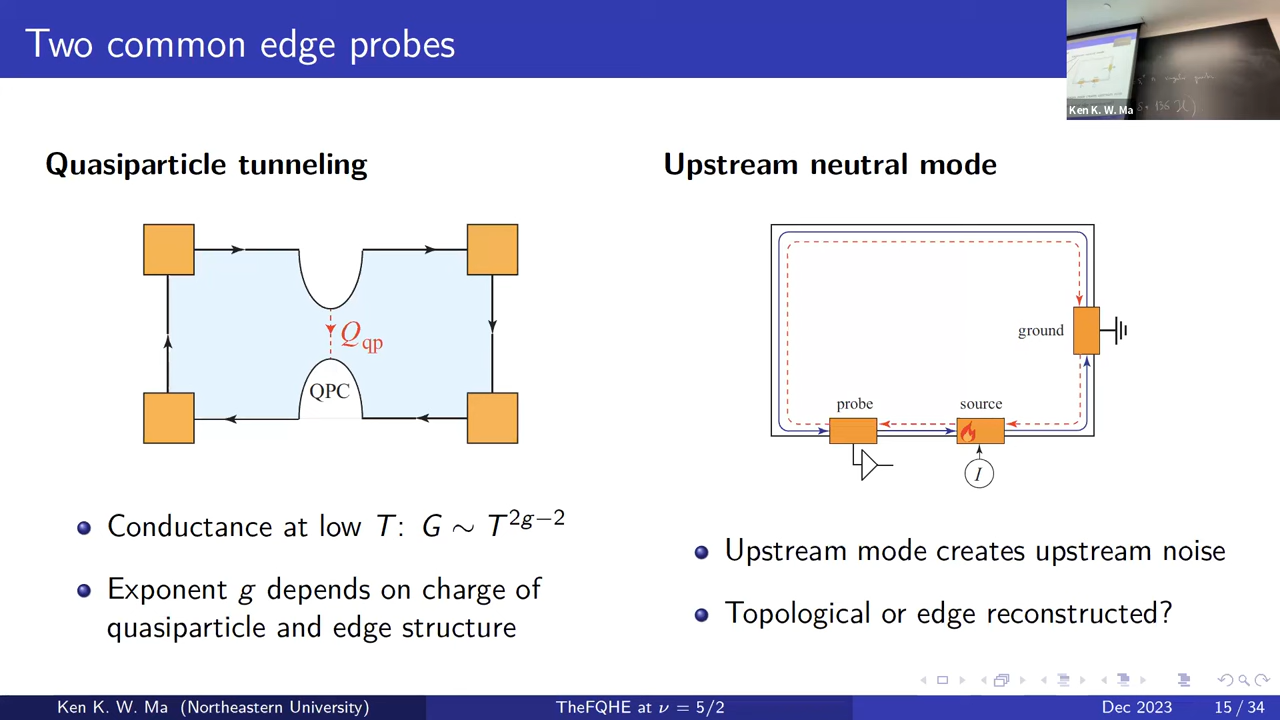 Two common edge probes
Ken K. W. Ma
Quasiparticle tunneling
Q_qp
QPC
Conductance at low T: G ∼ T^{2g−2}
Exponent g depends on charge of
quasiparticle and edge structure
Upstream neutral mode
ground
probe
source
I
Upstream mode creates upstream noise
Topological or edge reconstructed?
Ken K. W. Ma (Northeastern University)
TheFQHE at ν = 5/2
Dec 2023
15 / 34